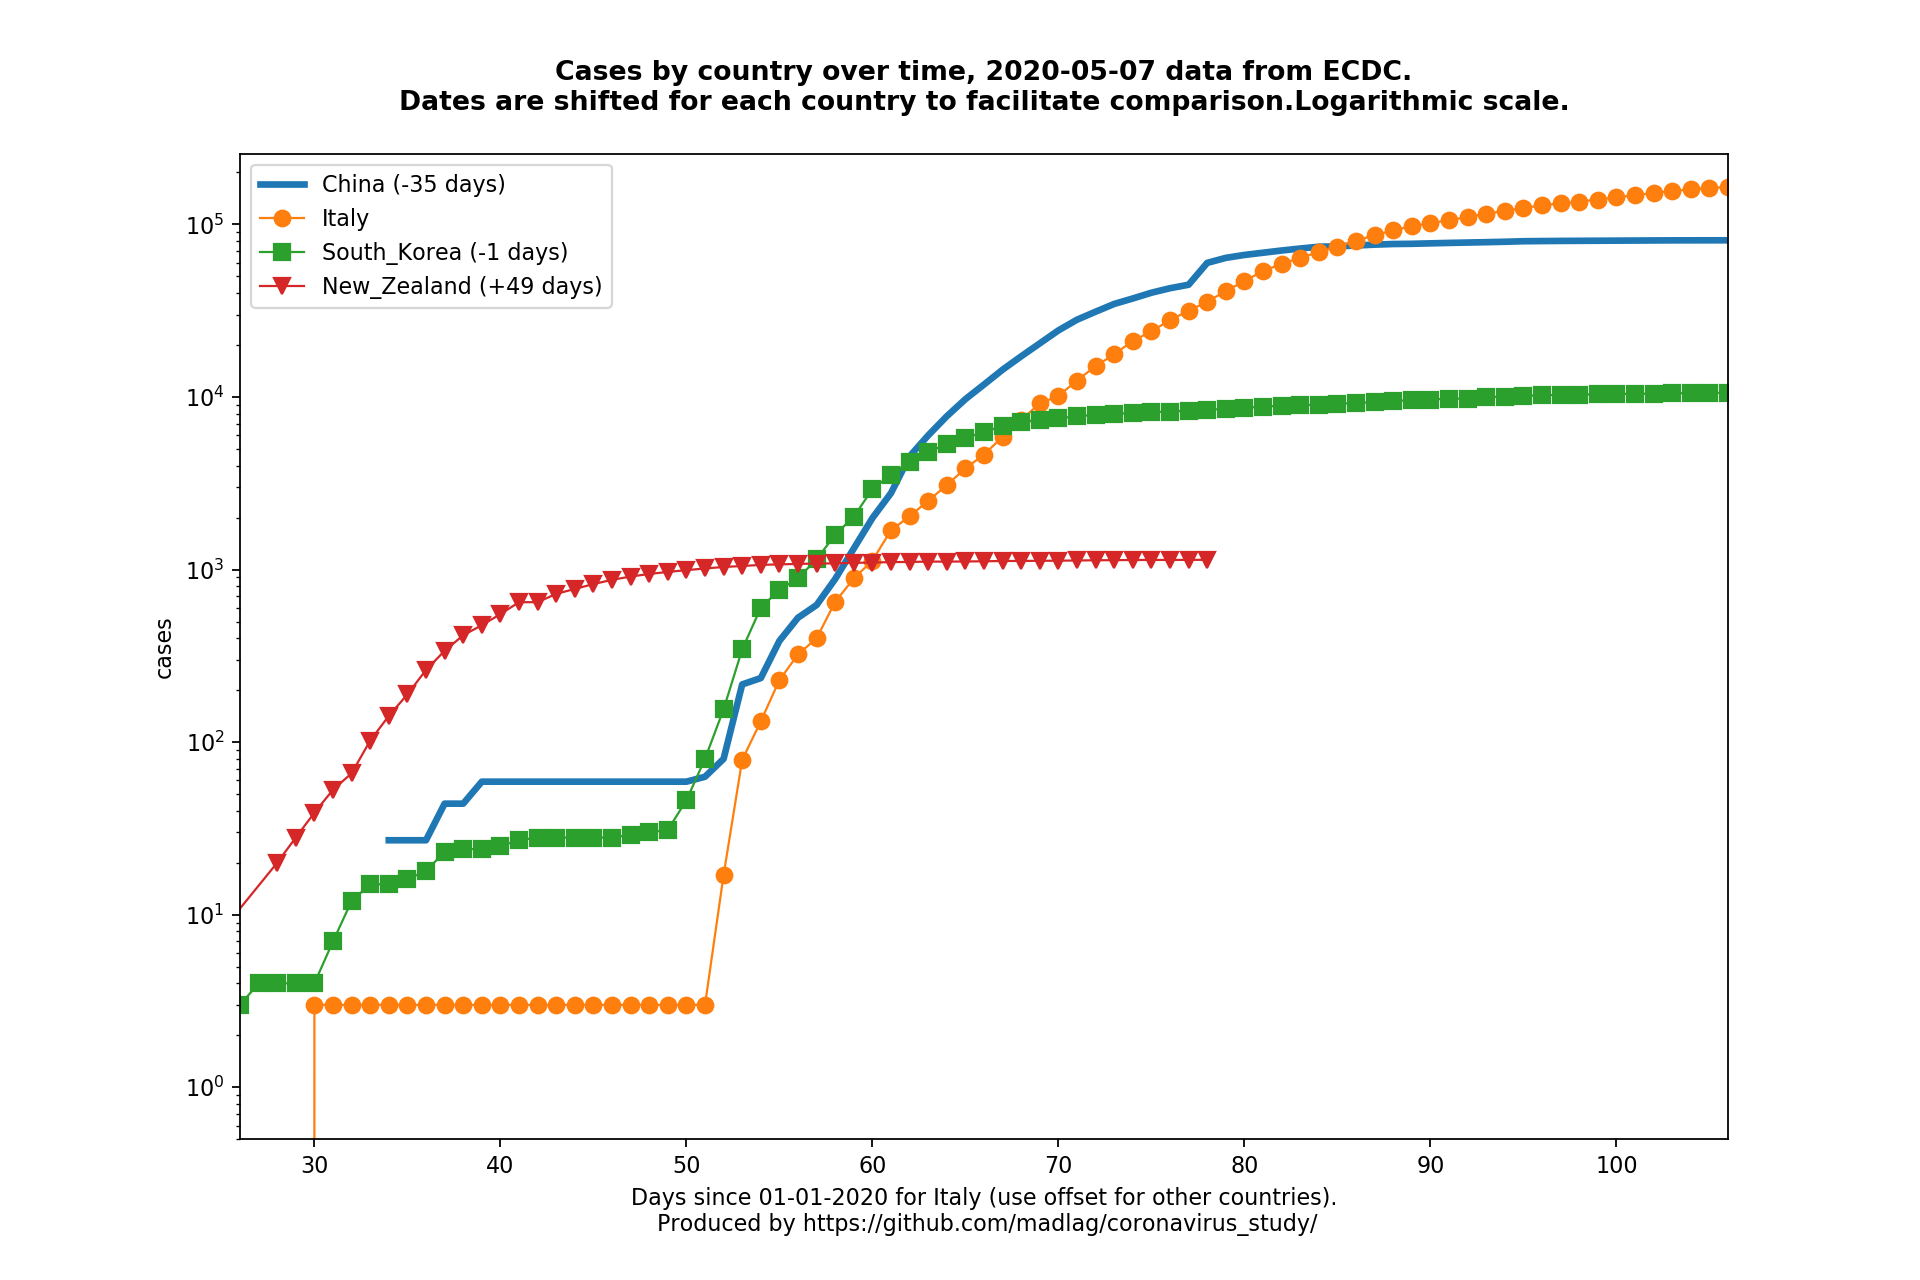 Cases by country over time, 2020-05-07 data from ECDC.
Dates are shifted for each country to facilitate comparison.Logarithmic scale.
China (-35 days)
Italy
South_Korea (-1 days)
New_Zealand (+49 days)
cases
10⁵
10⁴
10³
10²
10¹
10⁰
30 40 50 60 70 80 90 100
Days since 01-01-2020 for Italy (use offset for other countries).
Produced by https://github.com/madlag/coronavirus_study/